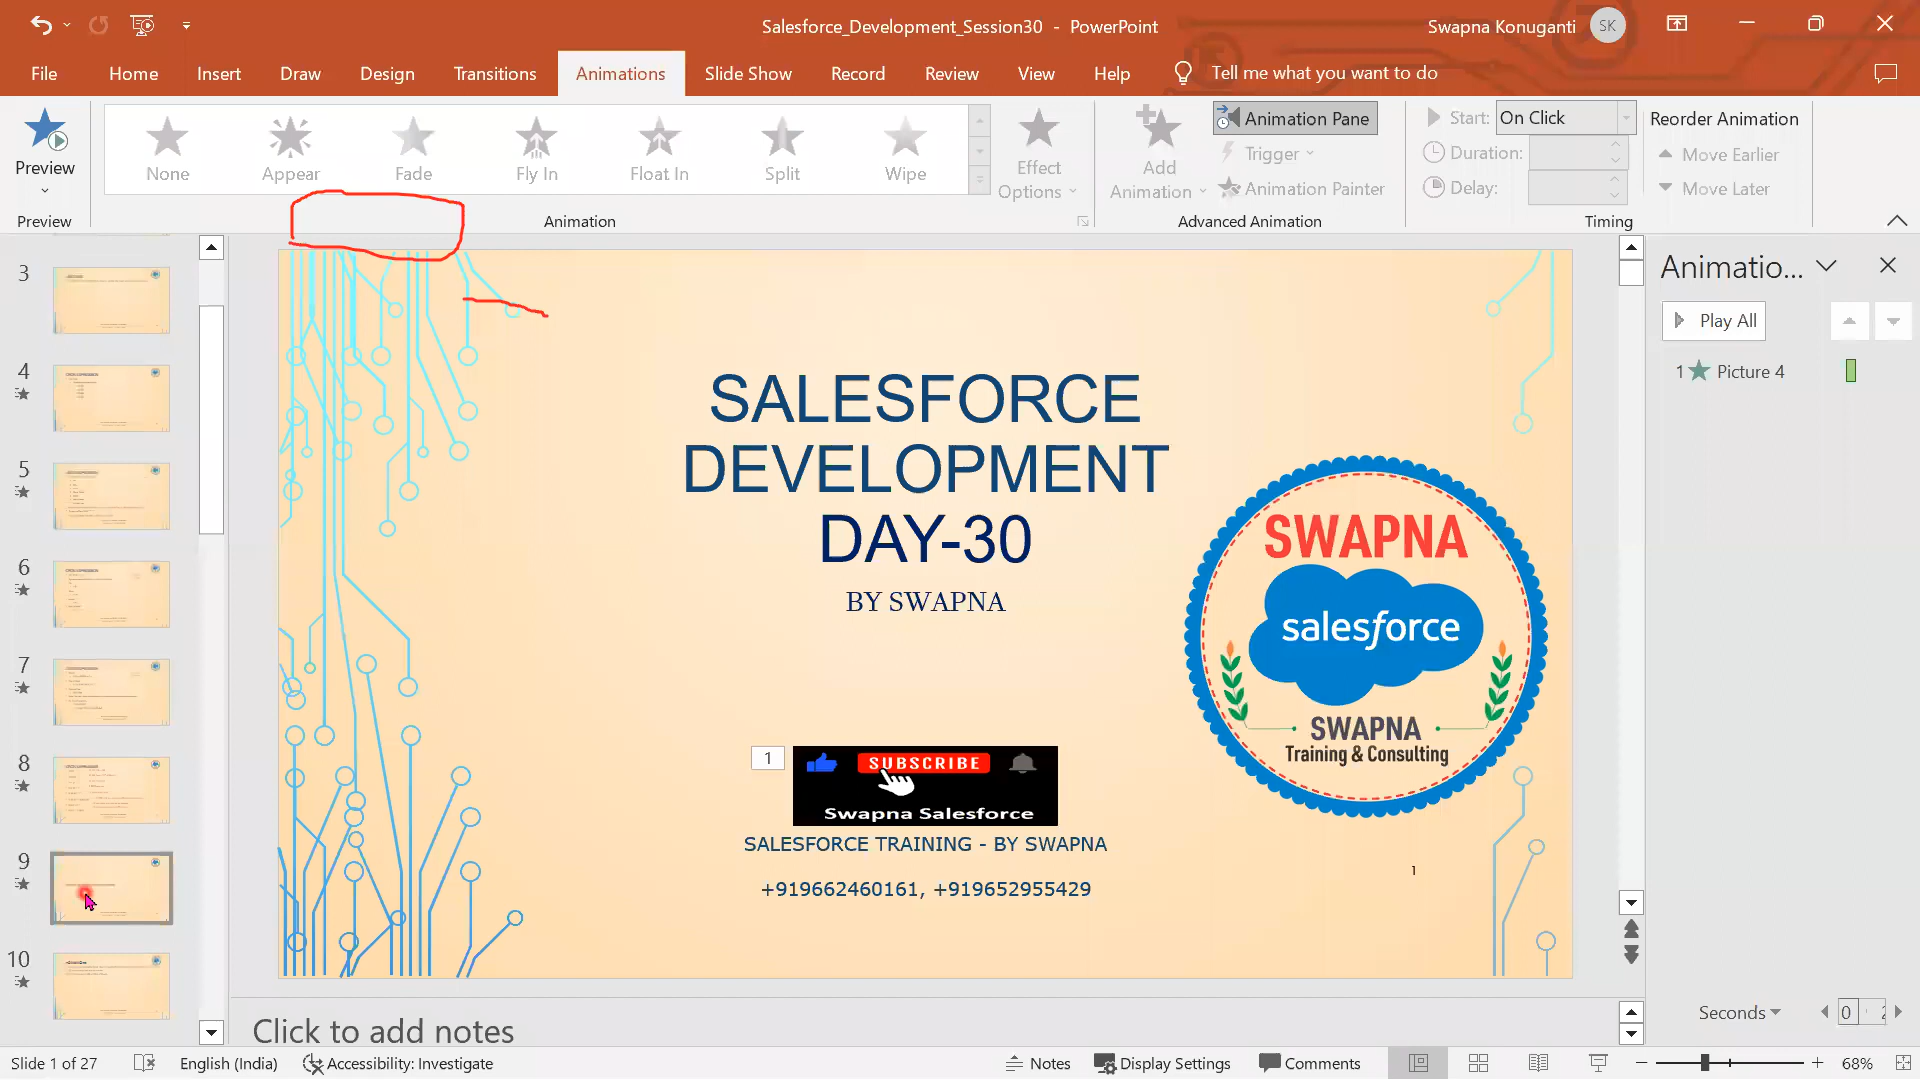 Salesforce_Development_Session30 - PowerPoint
Swapna Konuganti SK
File Home Insert Draw Design Transitions Animations Slide Show Record Review View Help Tell me what you want to do
Preview
None Appear Fade Fly In Float In Split Wipe
Effect Options
Add Animation
Animation Pane
Trigger
Animation Painter
Start: On Click
Duration:
Delay:
Reorder Animation
Move Earlier
Move Later
Preview Animation Advanced Animation Timing
3
4
5
6
7
8
9
10
SALESFORCE
DEVELOPMENT
DAY-30
BY SWAPNA
1
SUBSCRIBE
Swapna Salesforce
SALESFORCE TRAINING - BY SWAPNA
+919662460161, +919652955429
1
SWAPNA
salesforce
SWAPNA
Training & Consulting
Animatio...
Play All
1 Picture 4
Seconds 0 2
Click to add notes
Slide 1 of 27 English (India) Accessibility: Investigate Notes Display Settings Comments 68%